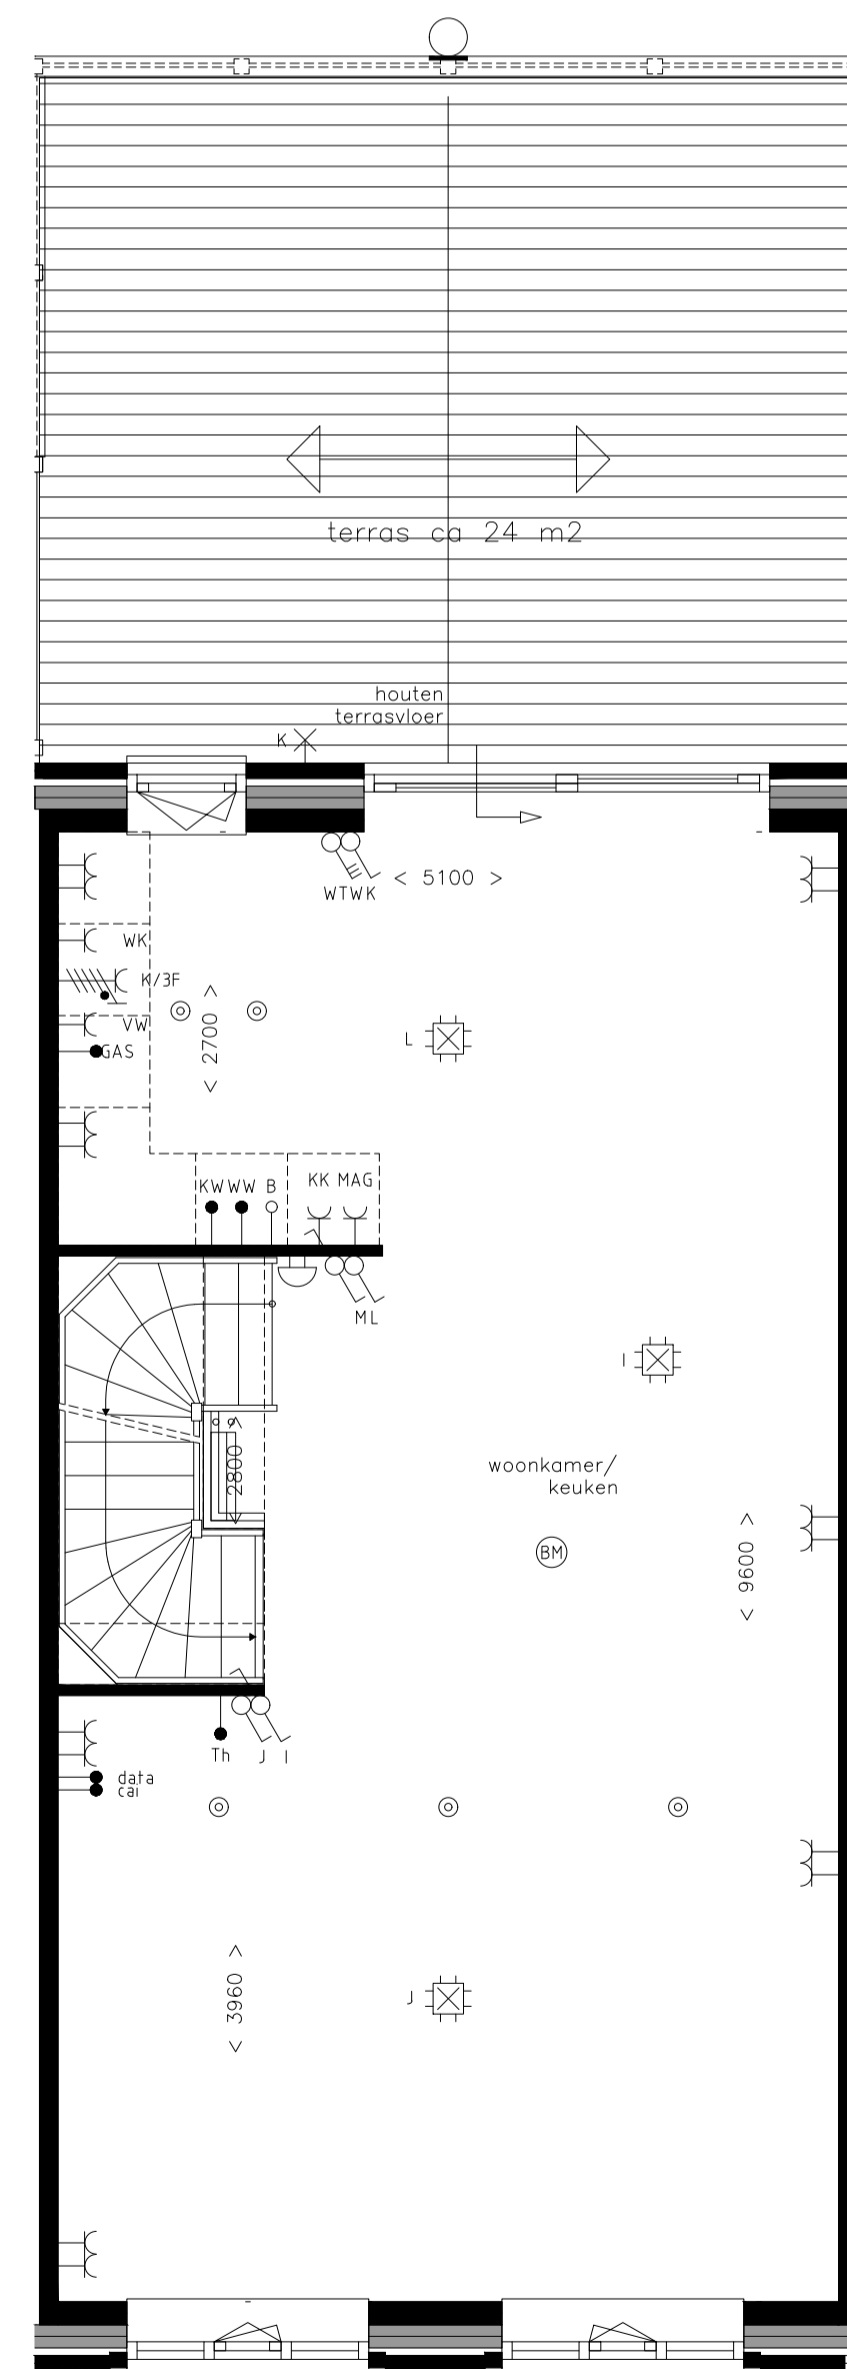 terras ca 24 m2
houten
terrasvloer
K
WTWK
< 5100 >
WK
K/3F
VW
GAS
< 2700 >
L
KW WW B KK MAG
ML
I
2800
woonkamer/
keuken
BM
< 9600 >
Th J I
data
cai
< 3960 >
J